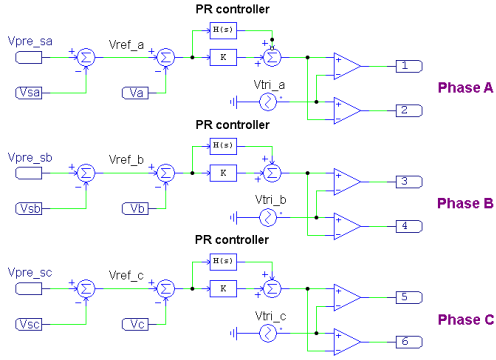 PR controller
Vpre_sa
Vref_a
H(s)
K
Vsa
Va
Vtri_a
1
2
Phase A
PR controller
Vpre_sb
Vref_b
H(s)
K
Vsb
Vb
Vtri_b
3
4
Phase B
PR controller
Vpre_sc
Vref_c
H(s)
K
Vsc
Vc
Vtri_c
5
6
Phase C